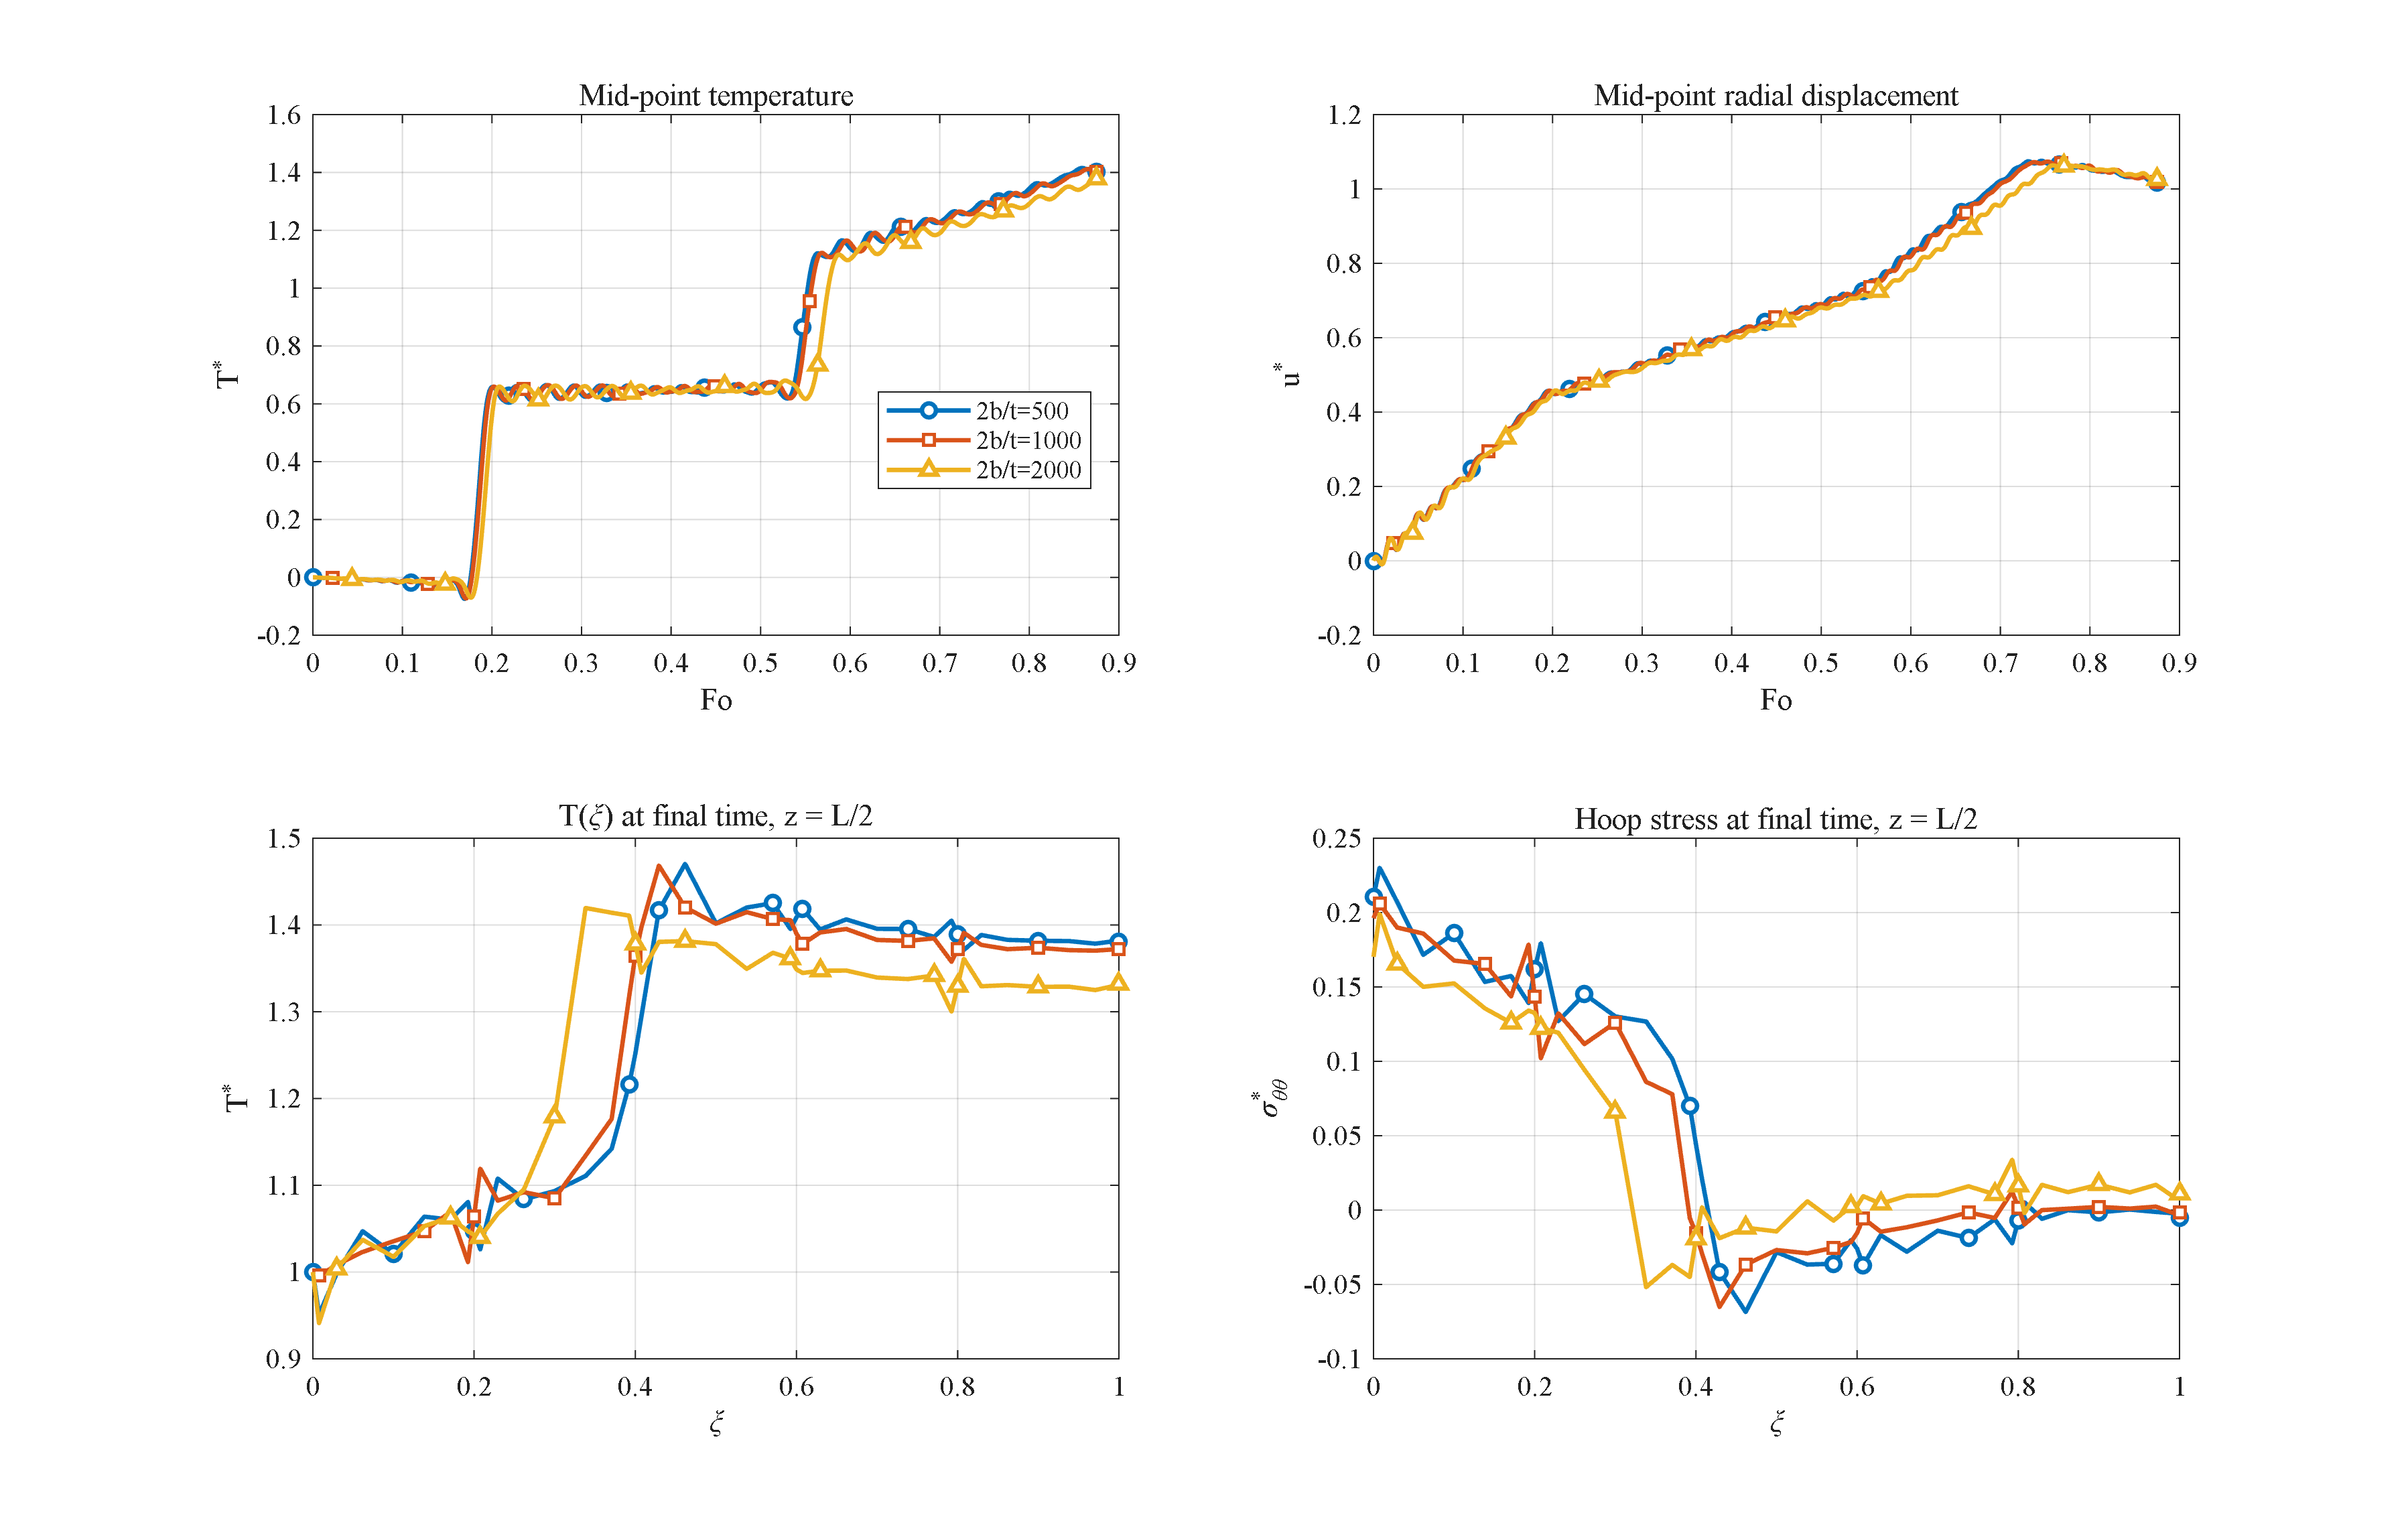 Mid-point temperature
1.6
1.4
1.2
1
0.8
0.6
0.4
0.2
0
-0.2
T*
0 0.1 0.2 0.3 0.4 0.5 0.6 0.7 0.8 0.9
Fo
2b/t=500
2b/t=1000
2b/t=2000
Mid-point radial displacement
1.2
1
0.8
0.6
0.4
0.2
0
-0.2
u*
0 0.1 0.2 0.3 0.4 0.5 0.6 0.7 0.8 0.9
Fo
T(ξ) at final time, z = L/2
1.5
1.4
1.3
1.2
1.1
1
0.9
T*
0 0.2 0.4 0.6 0.8 1
ξ
Hoop stress at final time, z = L/2
0.25
0.2
0.15
0.1
0.05
0
-0.05
-0.1
σ*θθ
0 0.2 0.4 0.6 0.8 1
ξ